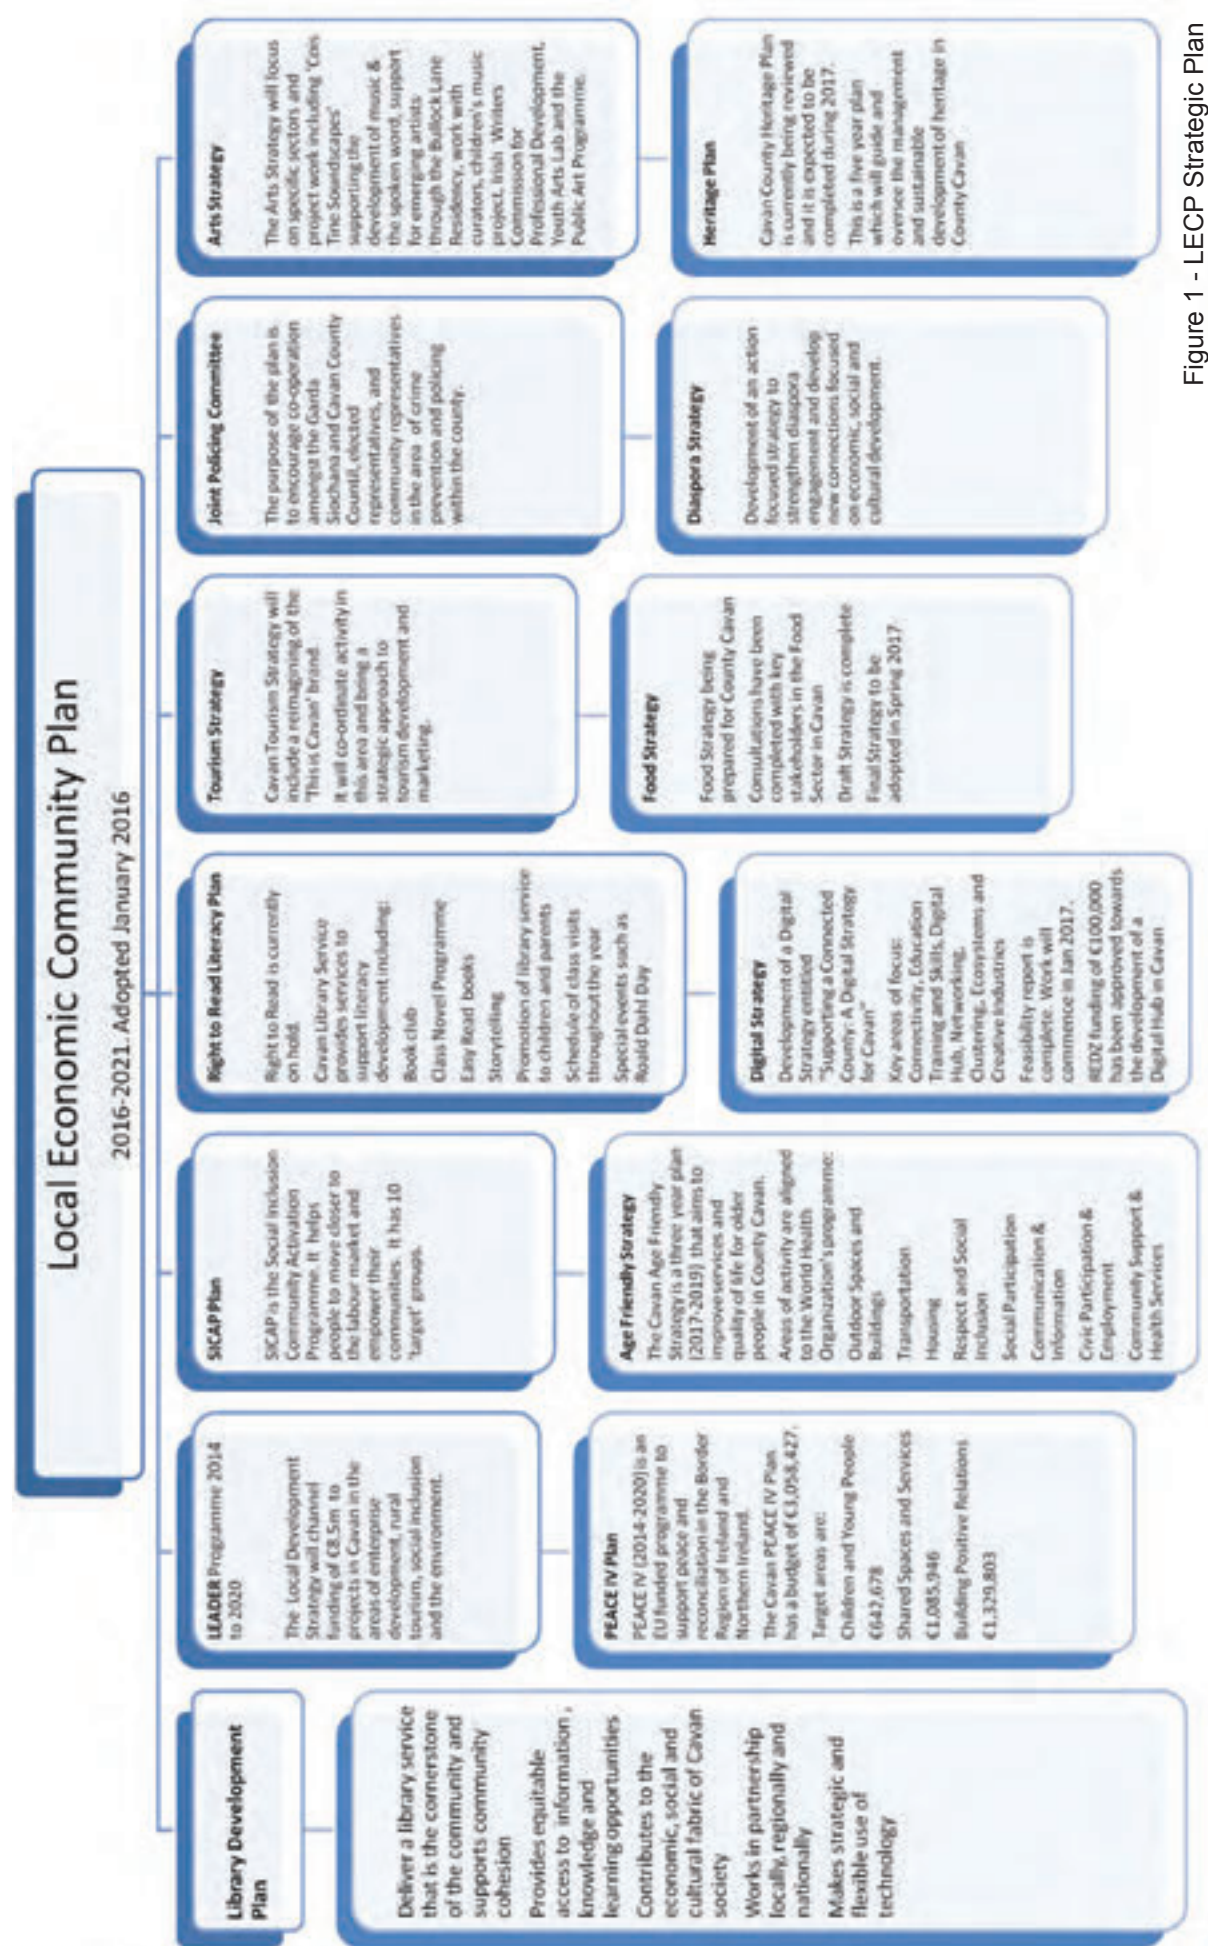 Local Economic Community Plan
2016-2021. Adopted January 2016
Library Development
Plan
Deliver a library service
that is the cornerstone
of the community and
supports community
cohesion
Provides equitable
access to information ,
knowledge and
learning opportunities
Contributes to the
economic, social and
cultural fabric of Cavan
society
Works in partnership
locally, regionally and
nationally
Makes strategic and
flexible use of
technology
LEADER Programme 2014
to 2020
The Local Development
Strategy will channel
funding of €8.5m to
projects in Cavan in the
areas of enterprise
development, rural
tourism, social inclusion
and the environment.
PEACE IV Plan
PEACE IV (2014-2020) is an
EU funded programme to
support peace and
reconciliation in the Border
Region of Ireland and
Northern Ireland.
The Cavan PEACE IV Plan
has a budget of €3,058,427.
Target areas are:
Children and Young People
€642,678
Shared Spaces and Services
€1,085,946
Building Positive Relations
€1,329,803
SICAP Plan
SICAP is the Social Inclusion
Community Activation
Programme. It helps
people to move closer to
the labour market and
empower their
communities. It has 10
'target' groups.
Age Friendly Strategy
The Cavan Age Friendly
Strategy is a three year plan
(2017-2019) that aims to
improve services and
quality of life for older
people in County Cavan.
Areas of activity are aligned
to the World Health
Organization's programme:
Outdoor Spaces and
Buildings
Transportation
Housing
Respect and Social
Inclusion
Social Participation
Communication &
Information
Civic Participation &
Employment
Community Support &
Health Services
Right to Read Literacy Plan
Right to Read is currently
on hold.
Cavan Library Service
provides services to
support literacy
development including:
Book club
Class Novel Programme
Easy Read books
Storytelling
Promotion of library service
to children and parents
Schedule of class visits
throughout the year
Special events such as
Roald Dahl Day
Digital Strategy
Development of a Digital
Strategy entitled
"Supporting a Connected
County: A Digital Strategy
for Cavan"
Key areas of focus:
Connectivity, Education
Training and Skills, Digital
Hub, Networking,
Clustering, Ecosystems and
Creative Industries
Feasibility report is
complete. Work will
commence in Jan 2017.
REDZ funding of €100,000
has been approved towards
the development of a
Digital Hub in Cavan
Tourism Strategy
Cavan Tourism Strategy will
include a reimagining of the
'This is Cavan' brand.
It will co-ordinate activity in
this area and bring a
strategic approach to
tourism development and
marketing.
Food Strategy
Food Strategy being
prepared for County Cavan
Consultations have been
completed with key
stakeholders in the Food
Sector in Cavan
Draft Strategy is complete
Final Strategy to be
adopted in Spring 2017.
Joint Policing Committee
The purpose of the plan is
to encourage co-operation
amongst the Garda
Siochana and Cavan County
Council, elected
representatives, and
community representatives
in the area of crime
prevention and policing
within the county.
Diaspora Strategy
Development of an action
focused strategy to
strengthen diaspora
engagement and develop
new connections focused
on economic, social and
cultural development.
Arts Strategy
The Arts Strategy will focus
on specific sectors and
project work including 'Cois
Tine Soundscapes'
supporting the
development of music &
the spoken word, support
for emerging artists
through the Bullock Lane
Residency, work with
curators, children's music
project, Irish Writers
Commission for
Professional Development,
Youth Arts Lab and the
Public Art Programme.
Heritage Plan
Cavan County Heritage Plan
is currently being reviewed
and it is expected to be
completed during 2017.
This is a five year plan
which will guide and
oversee the management
and sustainable
development of heritage in
County Cavan
Figure 1 - LECP Strategic Plan